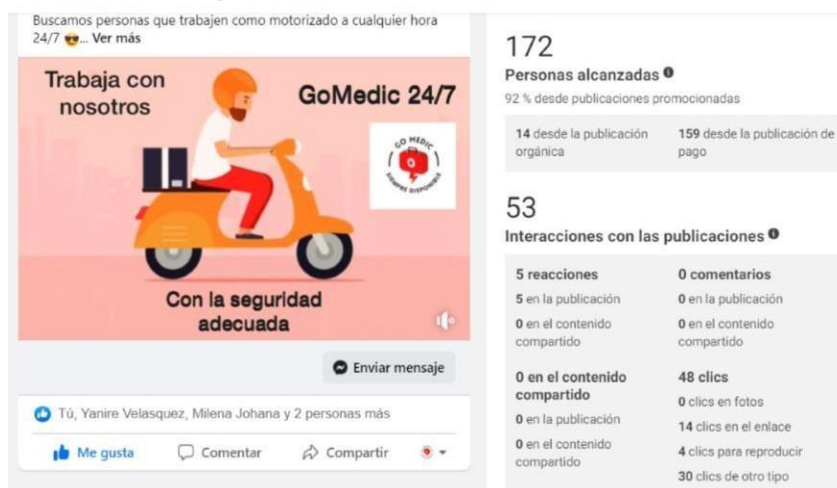 Buscamos personas que trabajen como motorizado a cualquier hora
24/7 😎... Ver más
Trabaja con
nosotros
GoMedic 24/7
GO MEDIC
SIEMPRE DISPONIBLE
Con la seguridad
adecuada
Enviar mensaje
Tú, Yanire Velasquez, Milena Johana y 2 personas más
Me gusta
Comentar
Compartir
172
Personas alcanzadas
92 % desde publicaciones promocionadas
14 desde la publicación
orgánica
159 desde la publicación de
pago
53
Interacciones con las publicaciones
5 reacciones
5 en la publicación
0 en el contenido
compartido
0 comentarios
0 en la publicación
0 en el contenido
compartido
0 en el contenido
compartido
0 en la publicación
0 en el contenido
compartido
48 clics
0 clics en fotos
14 clics en el enlace
4 clics para reproducir
30 clics de otro tipo